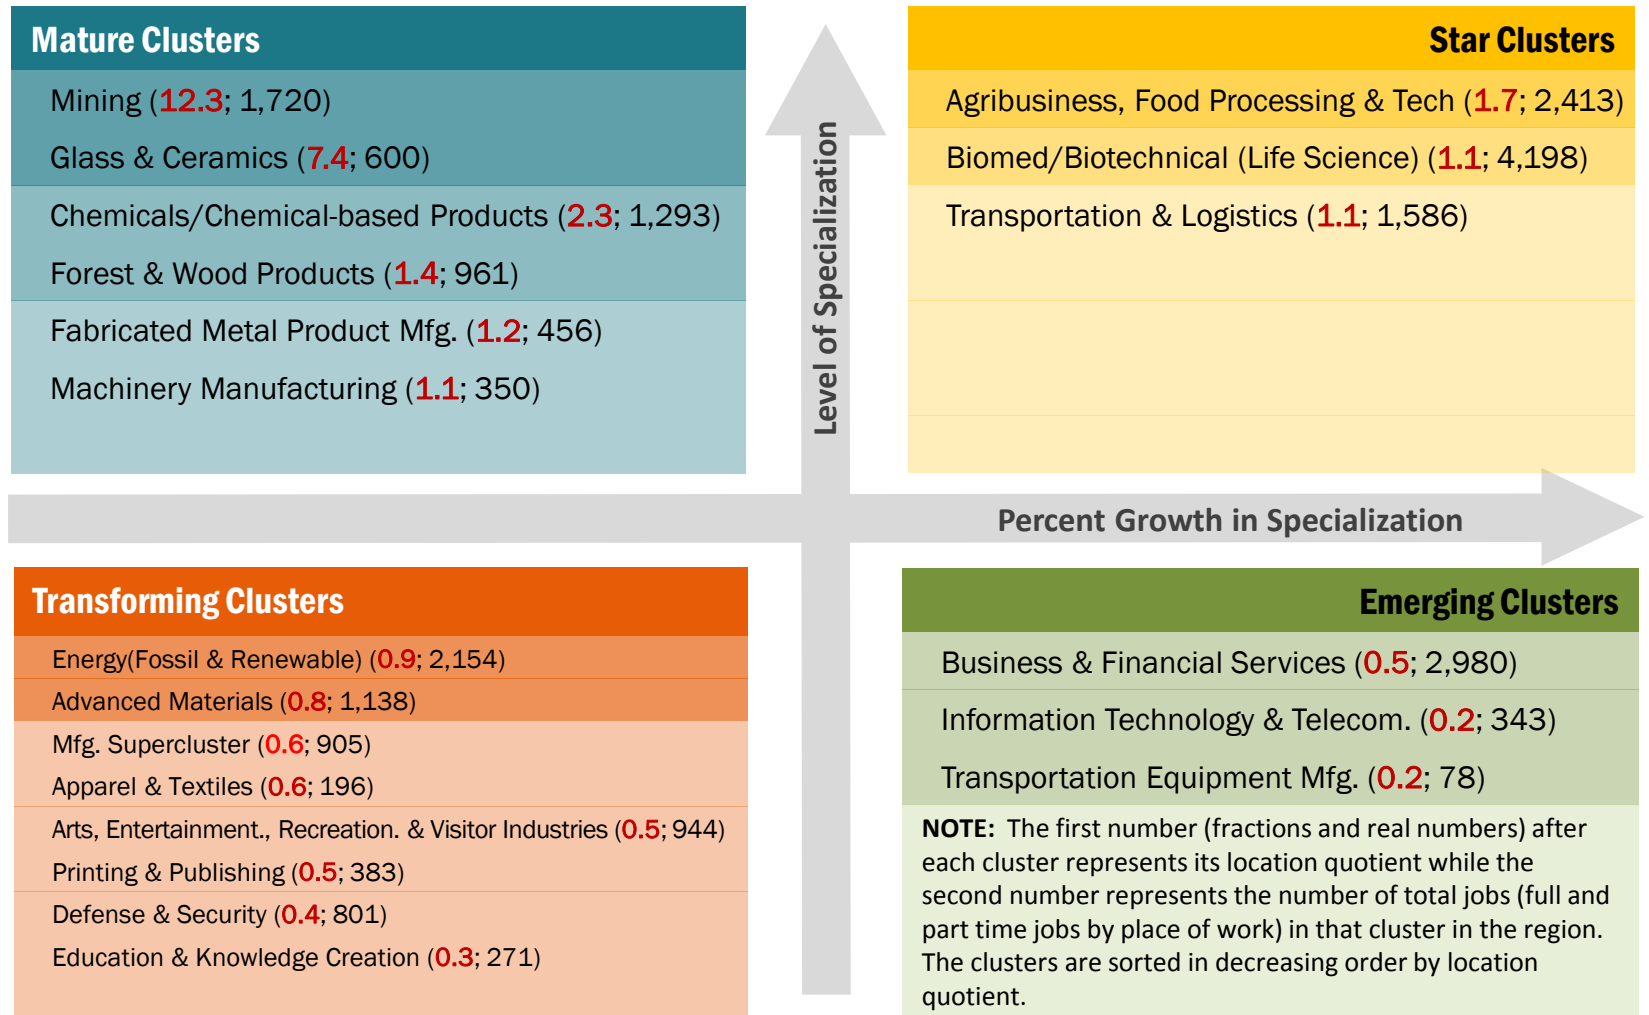 Mature Clusters
Mining (12.3; 1,720)
Glass & Ceramics (7.4; 600)
Chemicals/Chemical-based Products (2.3; 1,293)
Forest & Wood Products (1.4; 961)
Fabricated Metal Product Mfg. (1.2; 456)
Machinery Manufacturing (1.1; 350)
Star Clusters
Agribusiness, Food Processing & Tech (1.7; 2,413)
Biomed/Biotechnical (Life Science) (1.1; 4,198)
Transportation & Logistics (1.1; 1,586)
Level of Specialization
Percent Growth in Specialization
Transforming Clusters
Energy(Fossil & Renewable) (0.9; 2,154)
Advanced Materials (0.8; 1,138)
Mfg. Supercluster (0.6; 905)
Apparel & Textiles (0.6; 196)
Arts, Entertainment., Recreation. & Visitor Industries (0.5; 944)
Printing & Publishing (0.5; 383)
Defense & Security (0.4; 801)
Education & Knowledge Creation (0.3; 271)
Emerging Clusters
Business & Financial Services (0.5; 2,980)
Information Technology & Telecom. (0.2; 343)
Transportation Equipment Mfg. (0.2; 78)
NOTE: The first number (fractions and real numbers) after
each cluster represents its location quotient while the
second number represents the number of total jobs (full and
part time jobs by place of work) in that cluster in the region.
The clusters are sorted in decreasing order by location
quotient.